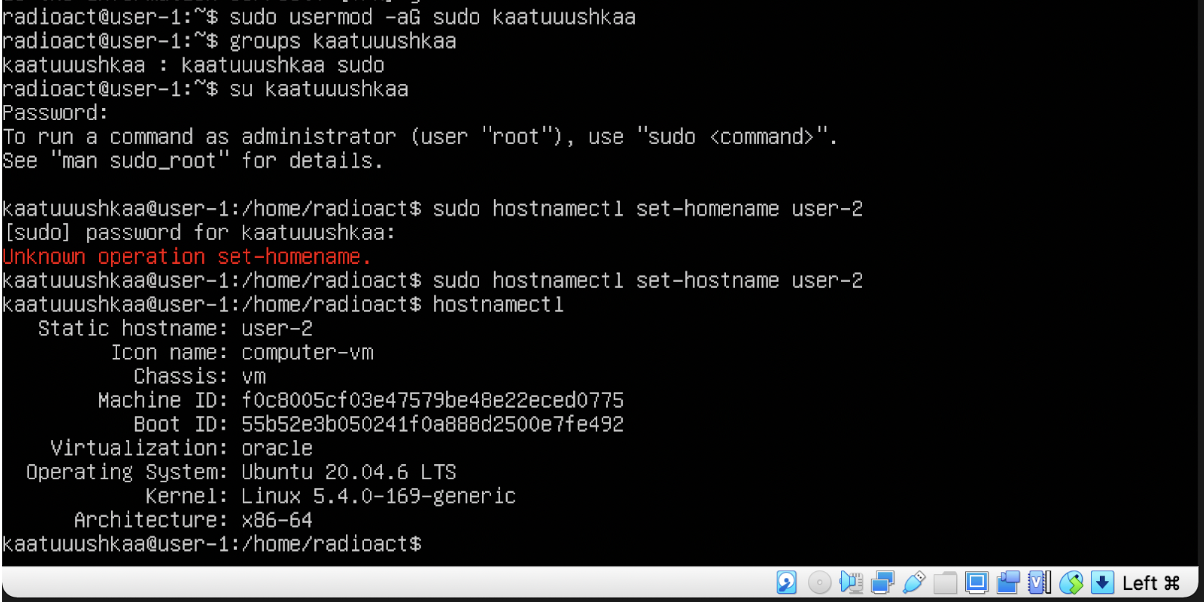 radioact@user-1:~$ sudo usermod -aG sudo kaatuuushkaa
radioact@user-1:~$ groups kaatuuushkaa
kaatuuushkaa : kaatuuushkaa sudo
radioact@user-1:~$ su kaatuuushkaa
Password:
To run a command as administrator (user "root"), use "sudo <command>".
See "man sudo_root" for details.

kaatuuushkaa@user-1:/home/radioact$ sudo hostnamectl set-homename user-2
[sudo] password for kaatuuushkaa:
Unknown operation set-homename.
kaatuuushkaa@user-1:/home/radioact$ sudo hostnamectl set-hostname user-2
kaatuuushkaa@user-1:/home/radioact$ hostnamectl
Static hostname: user-2
Icon name: computer-vm
Chassis: vm
Machine ID: f0c8005cf03e47579be48e22eced0775
Boot ID: 55b52e3b050241f0a888d2500e7fe492
Virtualization: oracle
Operating System: Ubuntu 20.04.6 LTS
Kernel: Linux 5.4.0-169-generic
Architecture: x86-64
kaatuuushkaa@user-1:/home/radioact$
Left ⌘